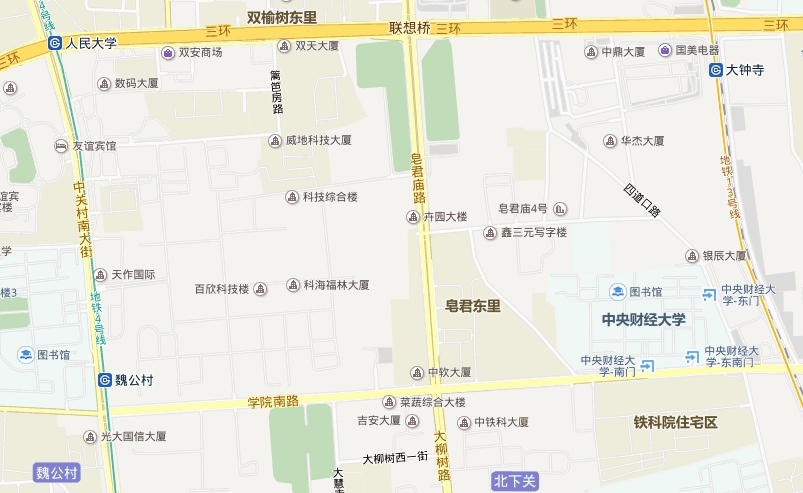 双榆树东里
联想桥
三环
三环
三环
三环
地铁4号线
人民大学
双安商场
双天大厦
中鼎大厦
国美电器
大钟寺
数码大厦
篱笆房路
威地科技大厦
华杰大厦
友谊宾馆
皂君庙路
地铁13号线
中关村南大街
科技综合楼
四道口路
皂君庙4号
卉园大楼
鑫三元写字楼
银辰大厦
天作国际
百欣科技楼
科海福林大厦
地铁4号线
楼3
图书馆
中央财经大
学-东门
皂君东里
中央财经大学
图书馆
中央财经大
学-南门
中央财经大
学-东南门
魏公村
中软大厦
学院南路
菜蔬综合大楼
吉安大厦
中铁科大厦
铁科院住宅区
光大国信大厦
大柳树路
大柳树西一街
魏公村
北下关